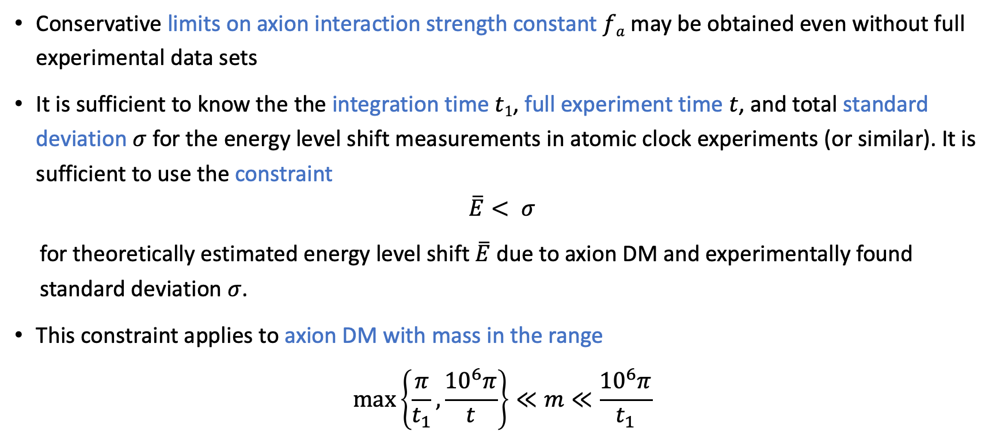 • Conservative limits on axion interaction strength constant $f_a$ may be obtained even without full
experimental data sets
• It is sufficient to know the the integration time $t_1$, full experiment time $t$, and total standard
deviation $\sigma$ for the energy level shift measurements in atomic clock experiments (or similar). It is
sufficient to use the constraint
$\bar{E} < \sigma$
for theoretically estimated energy level shift $\bar{E}$ due to axion DM and experimentally found
standard deviation $\sigma$.
• This constraint applies to axion DM with mass in the range
$\max\left\{\frac{\pi}{t_1}, \frac{10^6\pi}{t}\right\} \ll m \ll \frac{10^6\pi}{t_1}$